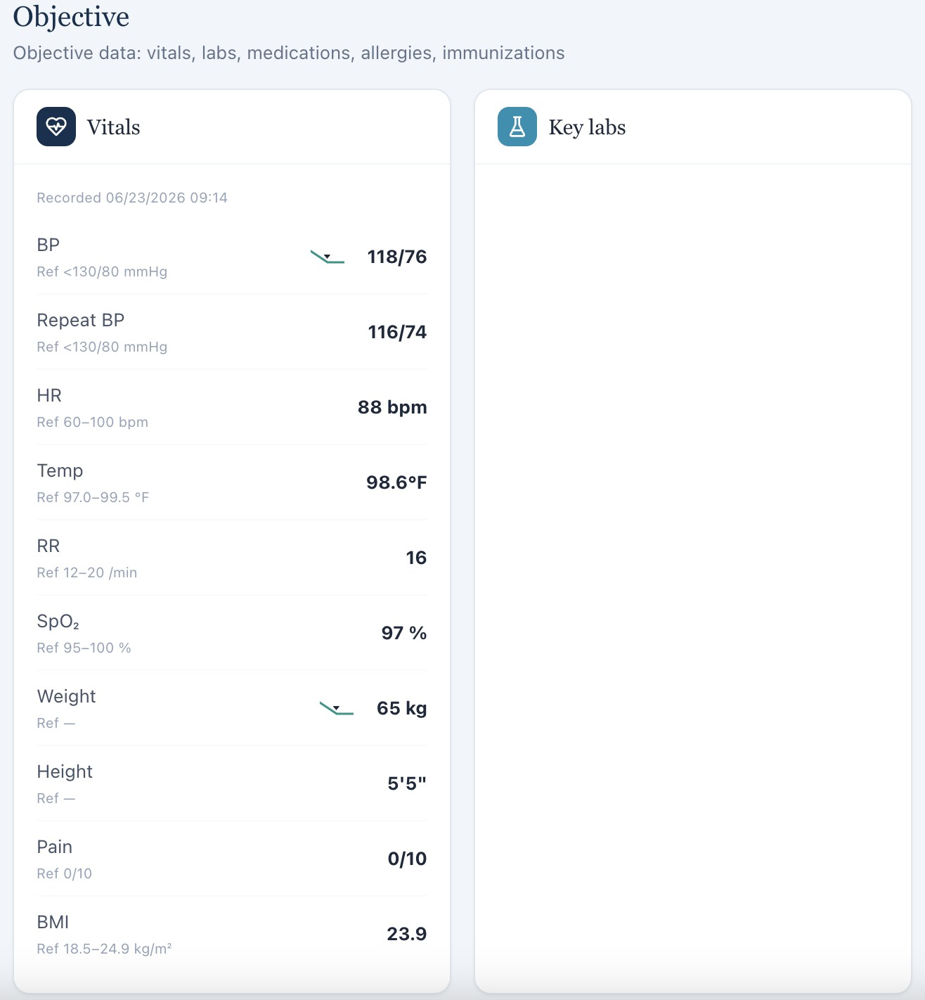 Objective
Objective data: vitals, labs, medications, allergies, immunizations
Vitals
Recorded 06/23/2026 09:14
BP
118/76
Ref <130/80 mmHg
Repeat BP
116/74
Ref <130/80 mmHg
HR
88 bpm
Ref 60–100 bpm
Temp
98.6°F
Ref 97.0–99.5 °F
RR
16
Ref 12–20 /min
SpO₂
97 %
Ref 95–100 %
Weight
65 kg
Ref —
Height
5'5"
Ref —
Pain
0/10
Ref 0/10
BMI
23.9
Ref 18.5–24.9 kg/m²
Key labs